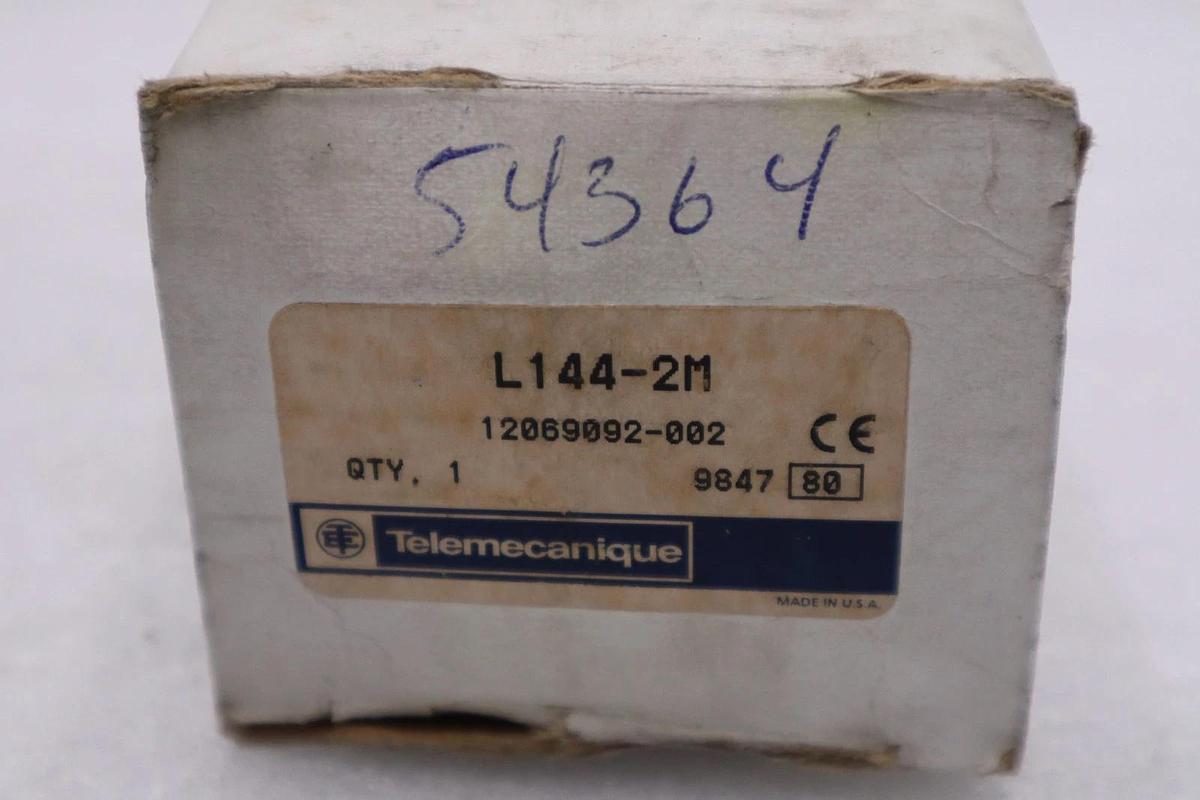 54364
L144-2M
12069092-002
CE
QTY. 1
9847 80
Telemecanique
MADE IN U.S.A.